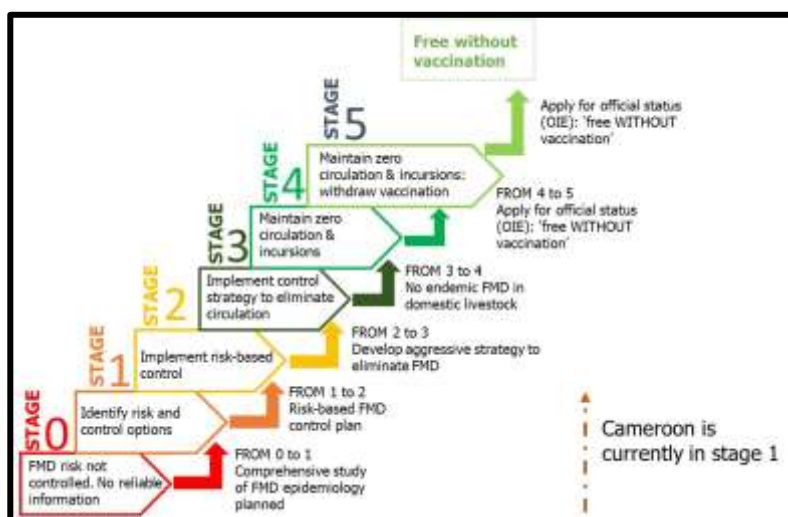 Free without
vaccination
Apply for official status
(OIE): 'free WITHOUT
vaccination'
STAGE 5
Maintain zero
circulation & incursions:
withdraw vaccination
FROM 4 to 5
Apply for official status
(OIE): 'free WITHOUT
vaccination'
STAGE 4
Maintain zero
circulation &
incursions
FROM 3 to 4
No endemic FMD in
domestic livestock
STAGE 3
Implement control
strategy to eliminate
circulation
FROM 2 to 3
Develop aggressive strategy to
eliminate FMD
STAGE 2
Implement risk-based
control
FROM 1 to 2
Risk-based FMD
control plan
STAGE 1
Identify risk and
control options
FROM 0 to 1
Comprehensive study
of FMD epidemiology
planned
STAGE 0
FMD risk not
controlled. No reliable
information
Cameroon is
currently in stage 1